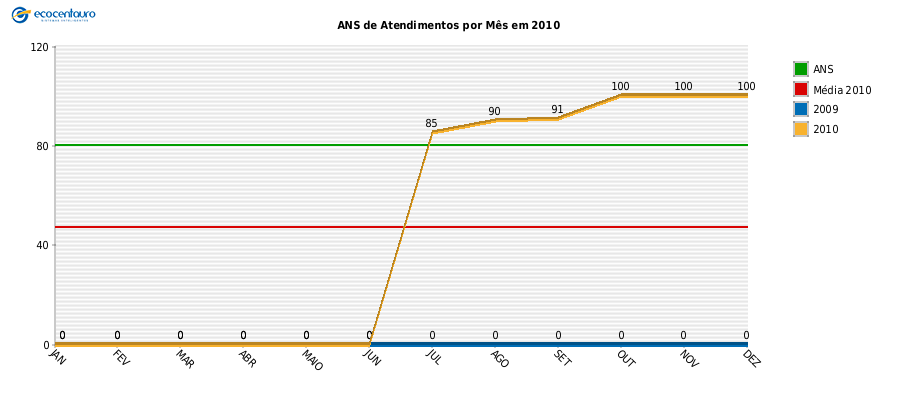 ecocentauro
ANS de Atendimentos por Mês em 2010
120
80
40
0
85
90
91
100
100
100
0
0
0
0
0
0
0
0
0
0
0
0
JAN
FEV
MAR
ABR
MAIO
JUN
JUL
AGO
SET
OUT
NOV
DEZ
ANS
Média 2010
2009
2010